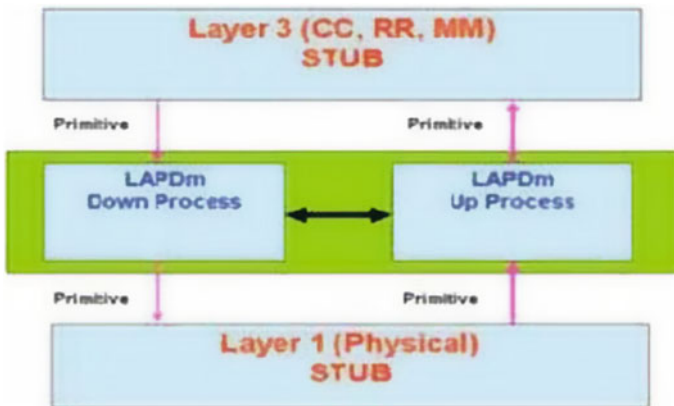 Layer 3 (CC, RR, MM)
STUB
Primitive
Primitive
LAPDm
Down Process
LAPDm
Up Process
Primitive
Primitive
Layer 1 (Physical)
STUB